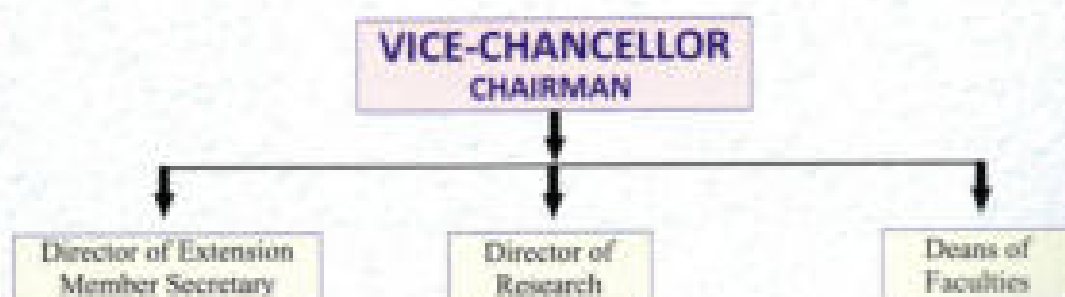 VICE-CHANCELLOR
CHAIRMAN
Director of Extension
Member Secretary
Director of
Research
Deans of
Faculties